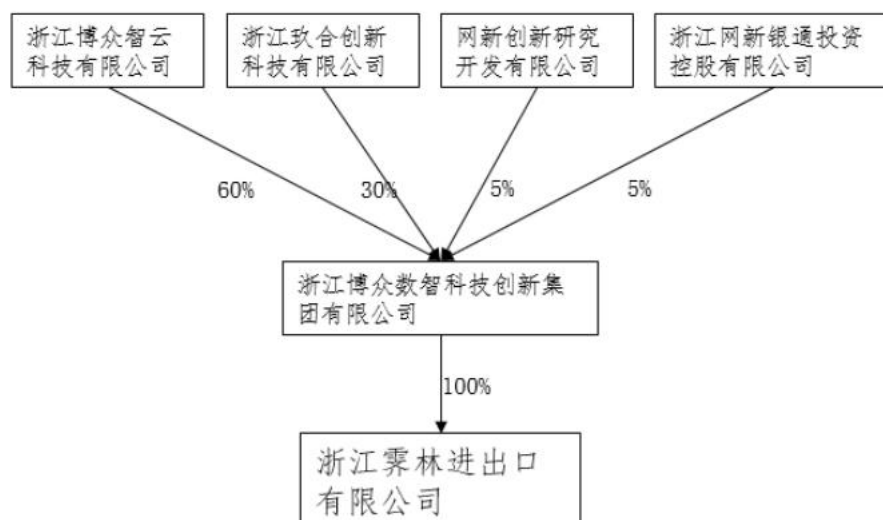 浙江博众智云
科技有限公司
浙江玖合创新
科技有限公司
网新创新研究
开发有限公司
浙江网新银通投资
控股有限公司
60%
30%
5%
5%
浙江博众数智科技创新集
团有限公司
100%
浙江霁林进出口
有限公司